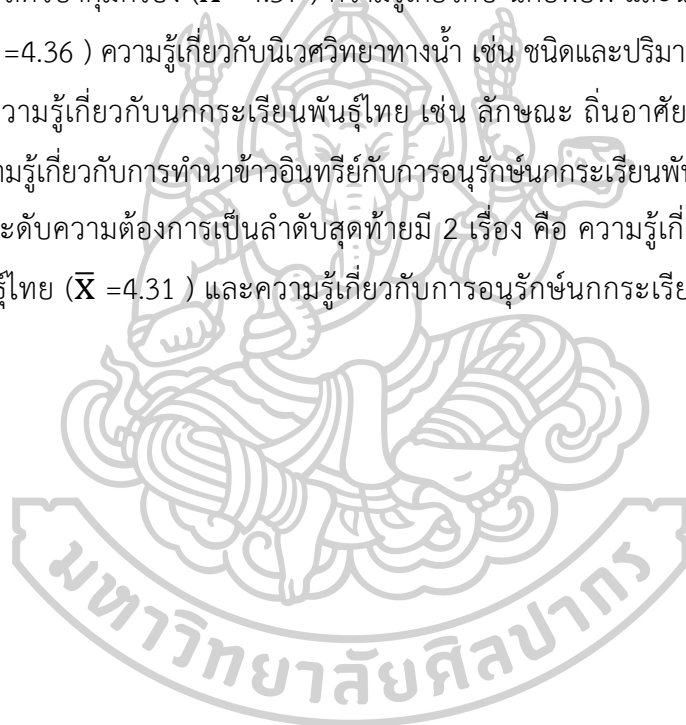 =4.36 ) ความรู้เกี่ยวกับนิเวศวิทยาทางน้ำ เช่น ชนิดและปริมา
วามรู้เกี่ยวกับนกกระเรียนพันธุ์ไทย เช่น ลักษณะ ถิ่นอาศัย
ามรู้เกี่ยวกับการทำนาข้าวอินทรีย์กับการอนุรักษ์นกกระเรียนพั
ะดับความต้องการเป็นลำดับสุดท้ายมี 2 เรื่อง คือ ความรู้เกี่
ธุ์ไทย (X̄ =4.31 ) และความรู้เกี่ยวกับการอนุรักษ์นกกระเรีย
มหาวิทยาลัยศิลปากร